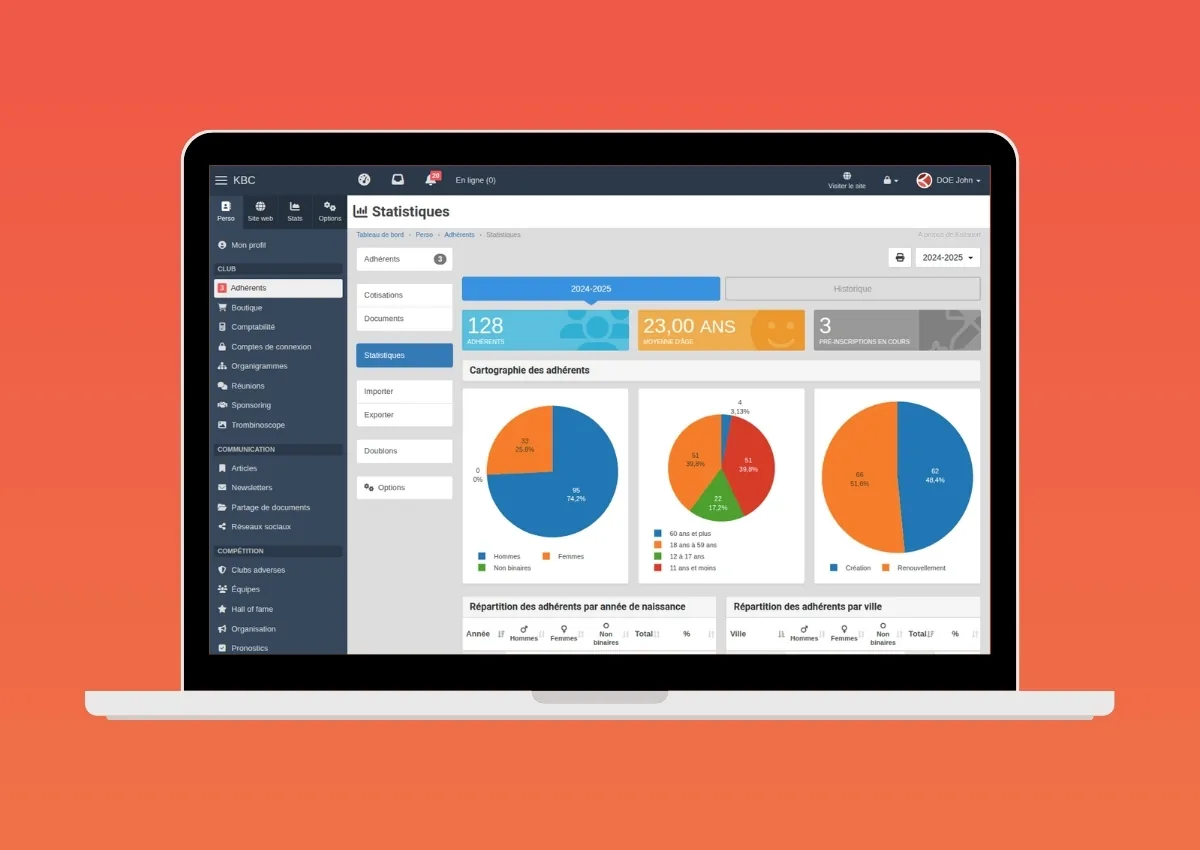 KBC
20
En ligne (0)
Visiter le site
DOE John
Perso
Site web
Stats
Options
Statistiques
Tableau de bord
Perso
Adhérents
Statistiques
Mon profil
CLUB
3
Adhérents
Boutique
Comptabilité
Comptes de connexion
Organigrammes
Réunions
Sponsoring
Trombinoscope
COMMUNICATION
Articles
Newsletters
Partage de documents
Réseaux sociaux
COMPÉTITION
Clubs adverses
Équipes
Hall of fame
Organisation
Pronostics
Adhérents
3
Cotisations
Documents
Statistiques
Importer
Exporter
Doublons
Options
2024-2025
2024-2025
Historique
128
ADHÉRENTS
23,00 ANS
MOYENNE D'ÂGE
3
PRÉ-INSCRIPTIONS EN COURS
Cartographie des adhérents
0
0%
95
74,2%
Hommes
Femmes
Non binaires
4
3,13%
51
39,8%
51
39,8%
22
17,2%
60 ans et plus
18 ans à 59 ans
12 à 17 ans
11 ans et moins
66
51,6%
62
48,4%
Création
Renouvellement
Répartition des adhérents par année de naissance
Année
Hommes
Femmes
Non
binaires
Total
%
Répartition des adhérents par ville
Ville
Hommes
Femmes
Non
binaires
Total
%